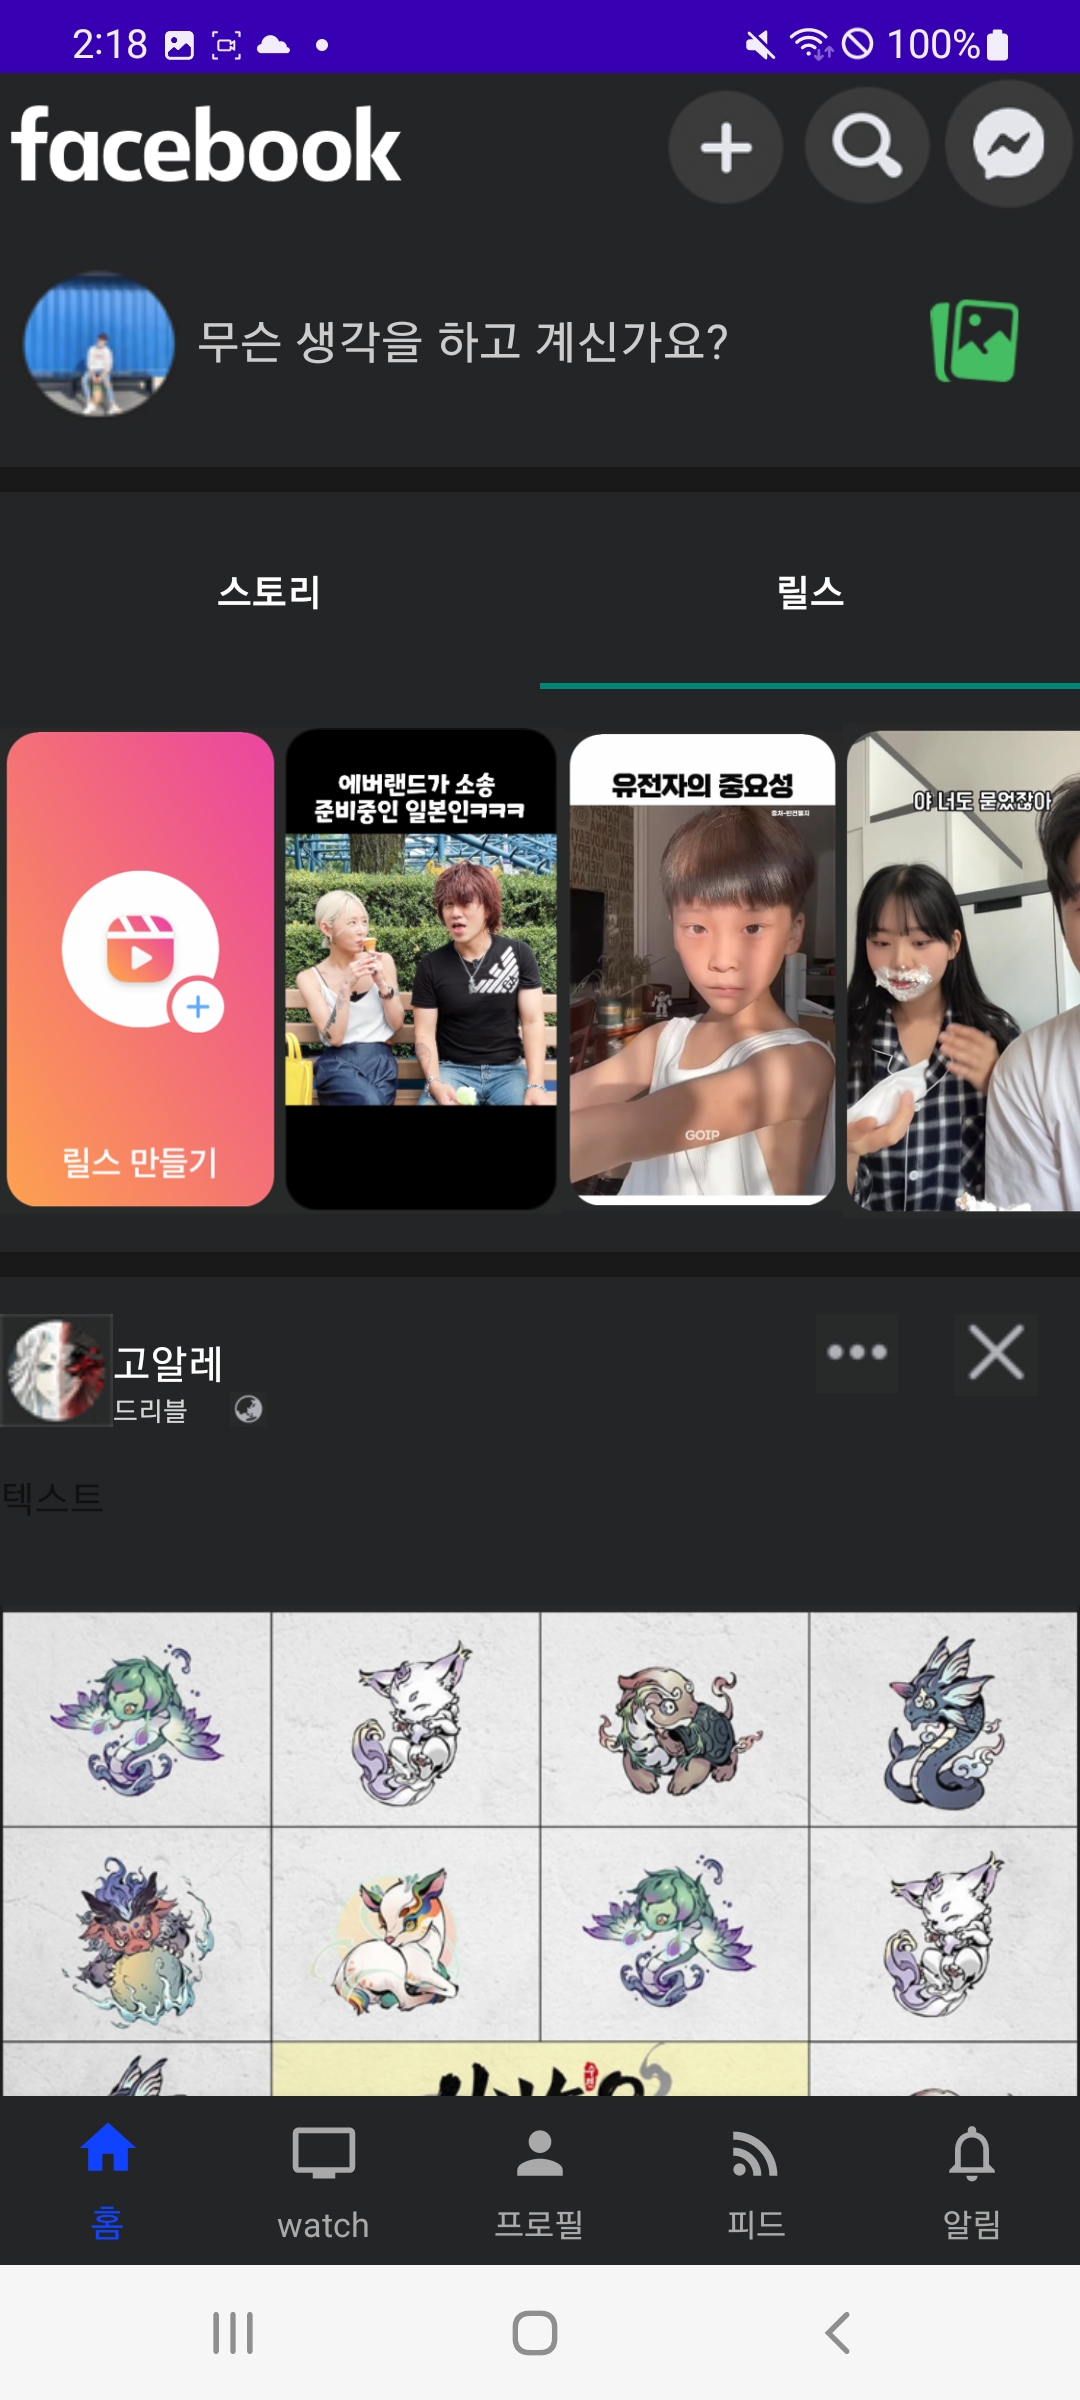 2:18
100%
facebook
무슨 생각을 하고 계신가요?
스토리
릴스
릴스 만들기
에버랜드가 소송
준비중인 일본인ㅋㅋㅋ
유전자의 중요성
GOIP
야 너도 묻었잖아
고알레
드리블
텍스트
홈
watch
프로필
피드
알림